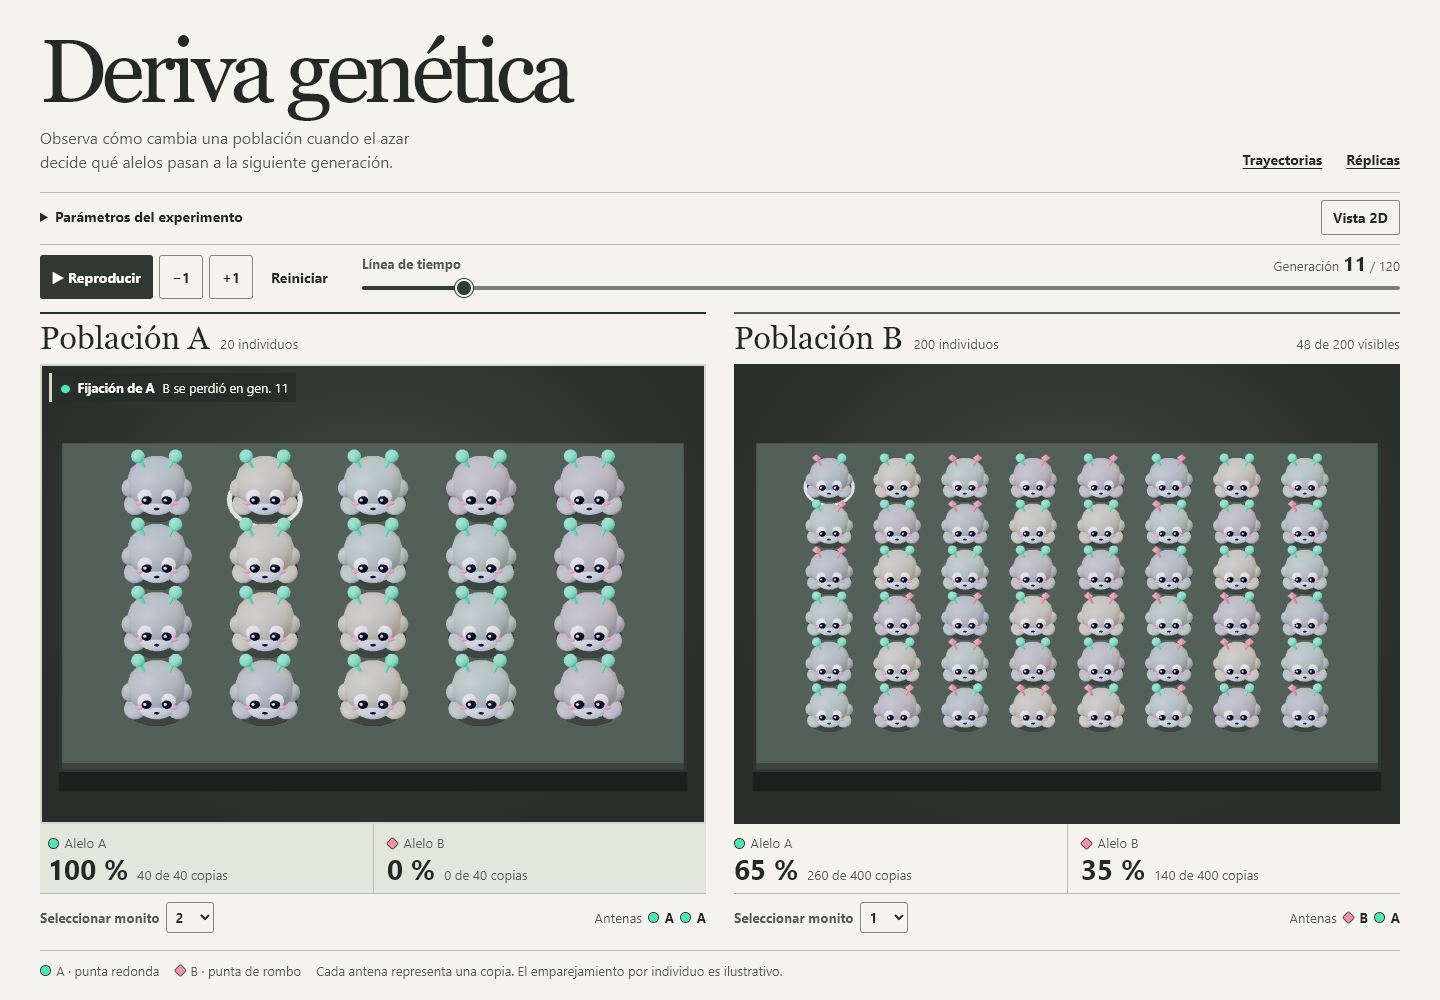 Deriva genética
Observa cómo cambia una población cuando el azar
decide qué alelos pasan a la siguiente generación.
Trayectorias Réplicas
▶ Parámetros del experimento
Vista 2D
▶ Reproducir −1 +1 Reiniciar
Línea de tiempo
Generación 11 / 120
Población A 20 individuos
Fijación de A B se perdió en gen. 11
Alelo A
100 % 40 de 40 copias
Alelo B
0 % 0 de 40 copias
Seleccionar monito 2
Antenas A A
Población B 200 individuos
48 de 200 visibles
Alelo A
65 % 260 de 400 copias
Alelo B
35 % 140 de 400 copias
Seleccionar monito 1
Antenas B A
A · punta redonda B · punta de rombo Cada antena representa una copia. El emparejamiento por individuo es ilustrativo.